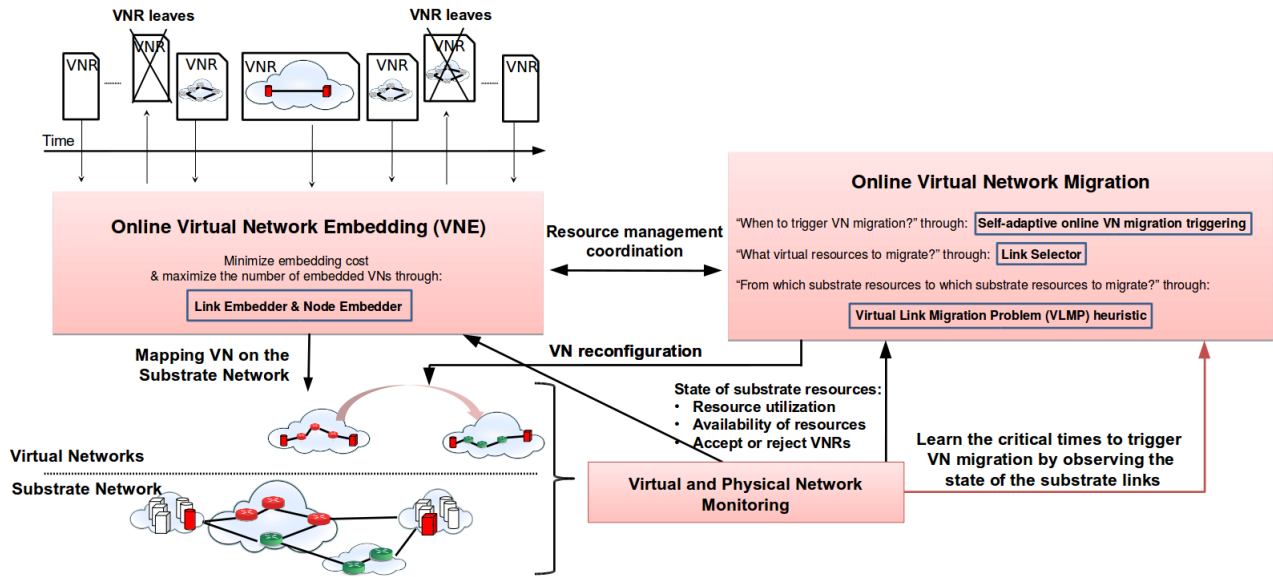 VNR leaves
VNR leaves
VNR
VNR
VNR
VNR
VNR
VNR
VNR
Time
Online Virtual Network Embedding (VNE)
Minimize embedding cost
& maximize the number of embedded VNs through:
Link Embedder & Node Embedder
Resource management
coordination
Online Virtual Network Migration
“When to trigger VN migration?” through: Self-adaptive online VN migration triggering
“What virtual resources to migrate?” through: Link Selector
“From which substrate resources to which substrate resources to migrate?” through:
Virtual Link Migration Problem (VLMP) heuristic
Mapping VN on the
Substrate Network
VN reconfiguration
State of substrate resources:
• Resource utilization
• Availability of resources
• Accept or reject VNRs
Learn the critical times to trigger
VN migration by observing the
state of the substrate links
Virtual Networks
Substrate Network
Virtual and Physical Network
Monitoring